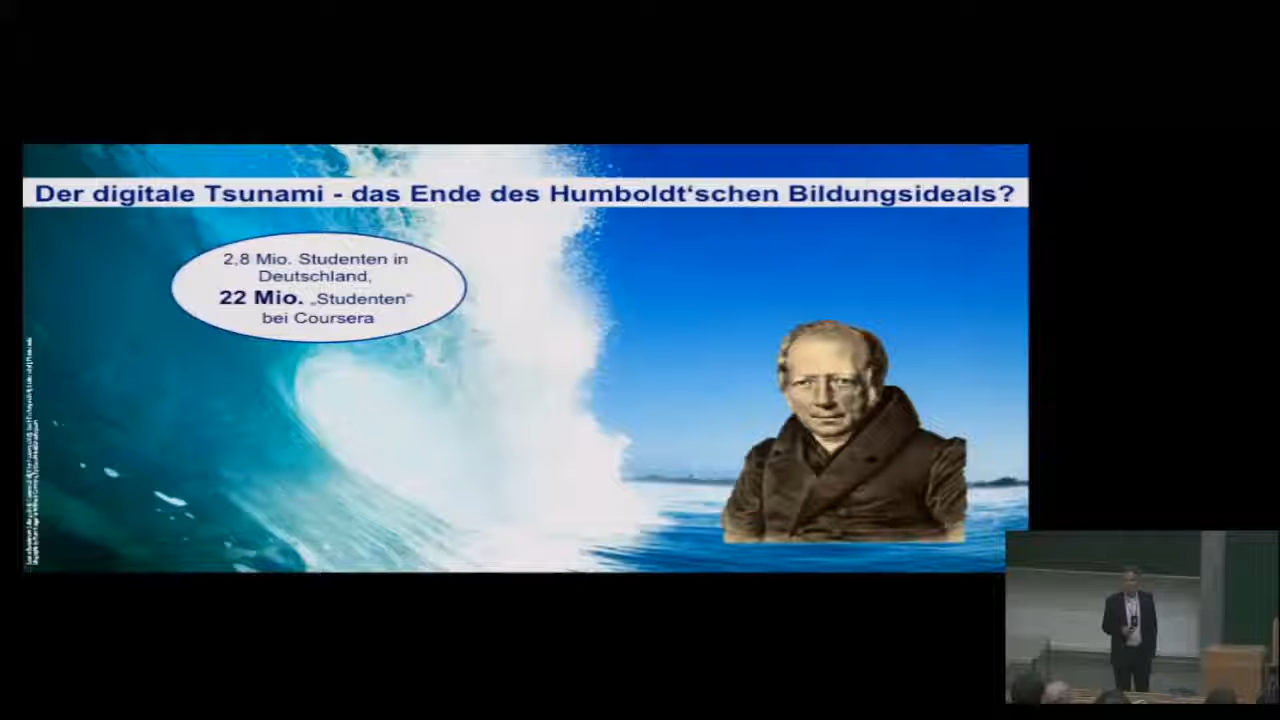 Der digitale Tsunami - das Ende des Humboldt‘schen Bildungsideals?
2,8 Mio. Studenten in
Deutschland,
22 Mio. „Studenten“
bei Coursera